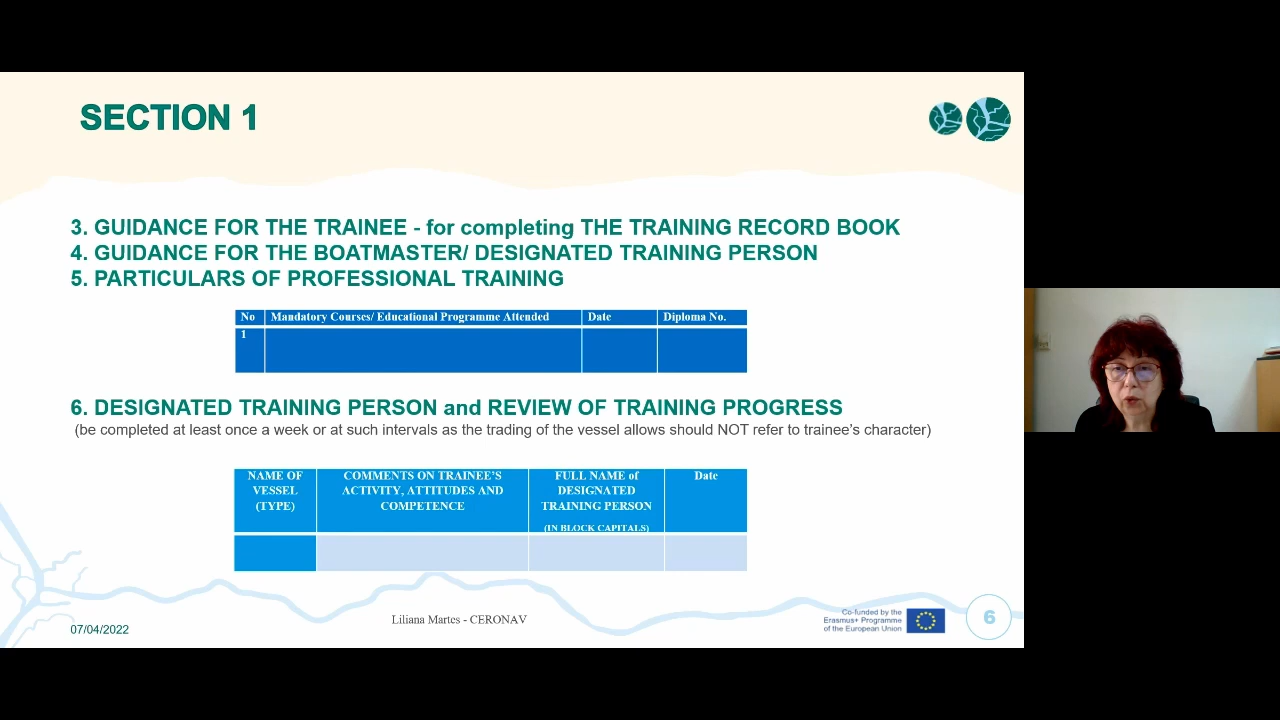 SECTION 1
3. GUIDANCE FOR THE TRAINEE - for completing THE TRAINING RECORD BOOK
4. GUIDANCE FOR THE BOATMASTER/ DESIGNATED TRAINING PERSON
5. PARTICULARS OF PROFESSIONAL TRAINING
No Mandatory Courses/ Educational Programme Attended Date Diploma No.
1
6. DESIGNATED TRAINING PERSON and REVIEW OF TRAINING PROGRESS
(be completed at least once a week or at such intervals as the trading of the vessel allows should NOT refer to trainee's character)
NAME OF COMMENTS ON TRAINEE'S FULL NAME of Date
VESSEL ACTIVITY, ATTITUDES AND DESIGNATED
(TYPE) COMPETENCE TRAINING PERSON
(IN BLOCK CAPITALS)
07/04/2022
Liliana Martes - CERONAV
Co-funded by the
Erasmus+ Programme
of the European Union
6